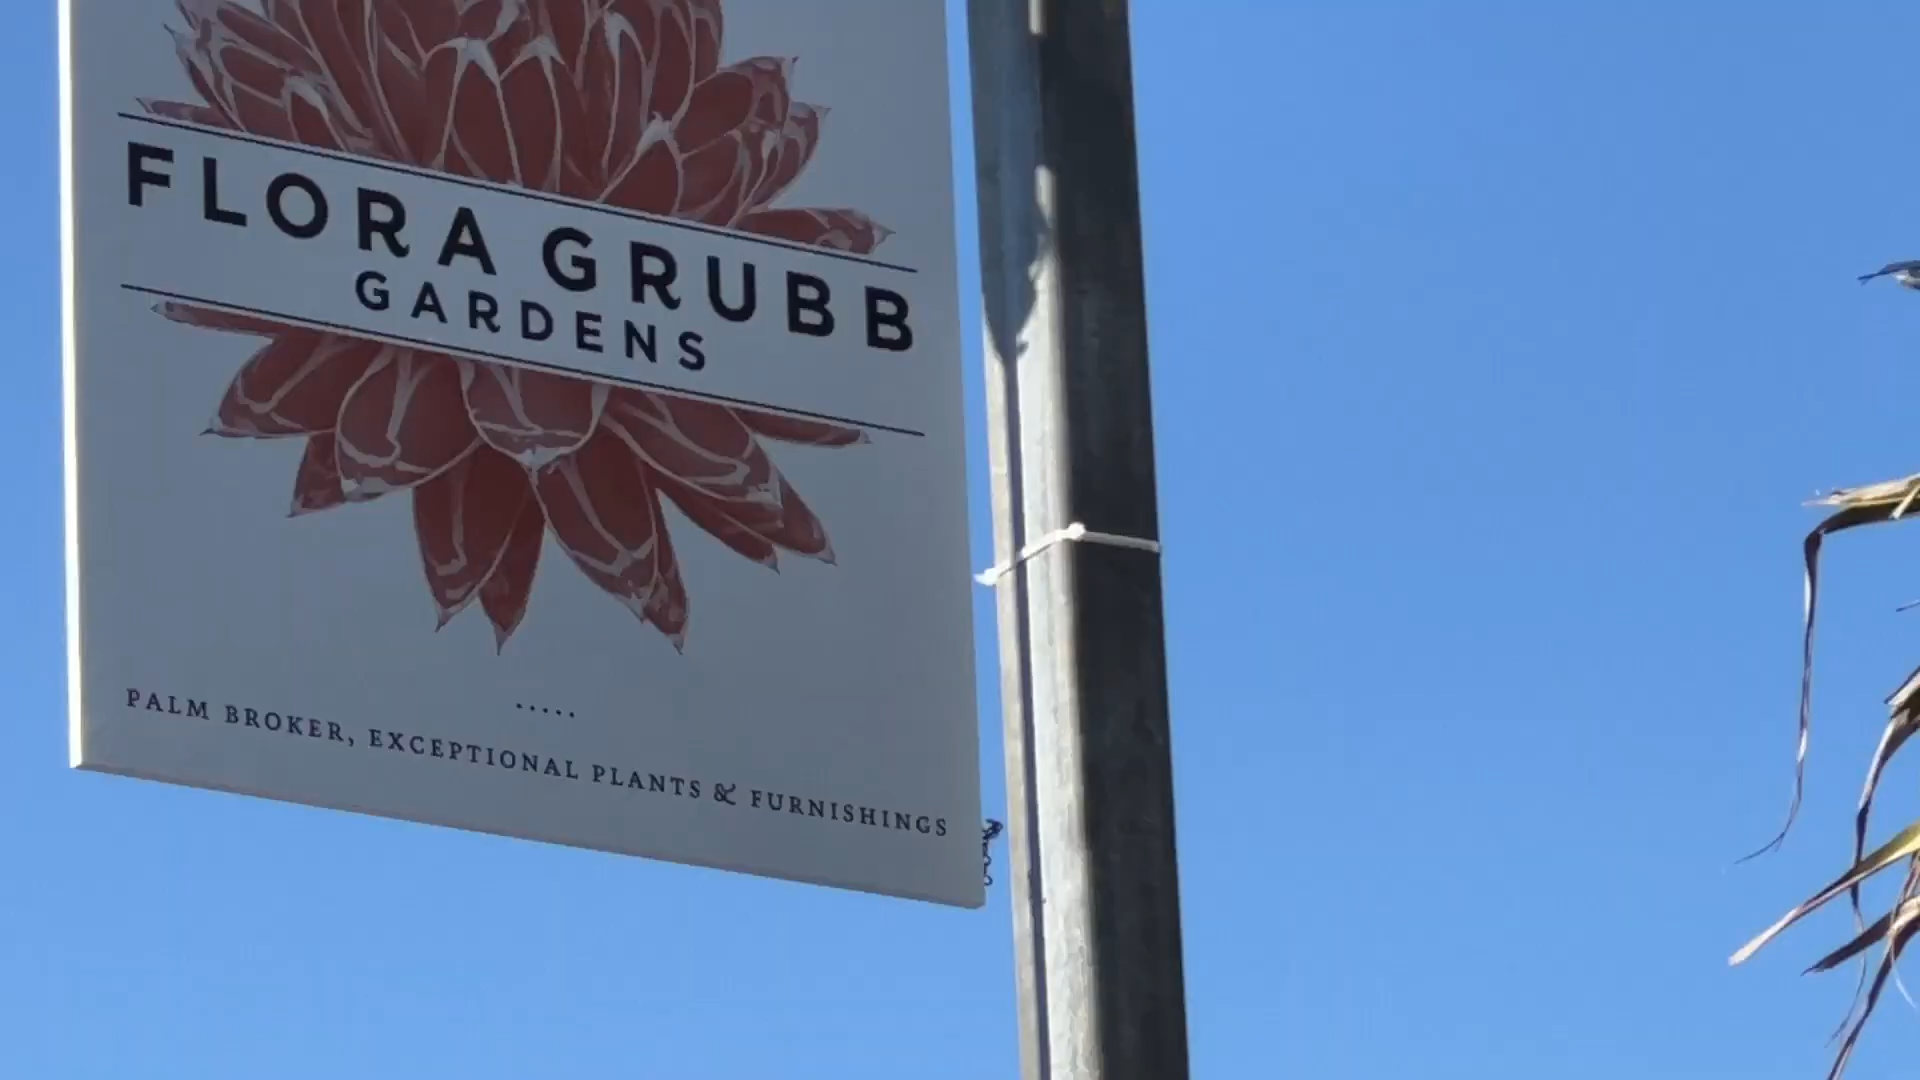 FLORA GRUBB
GARDENS
.....
PALM BROKER, EXCEPTIONAL PLANTS & FURNISHINGS